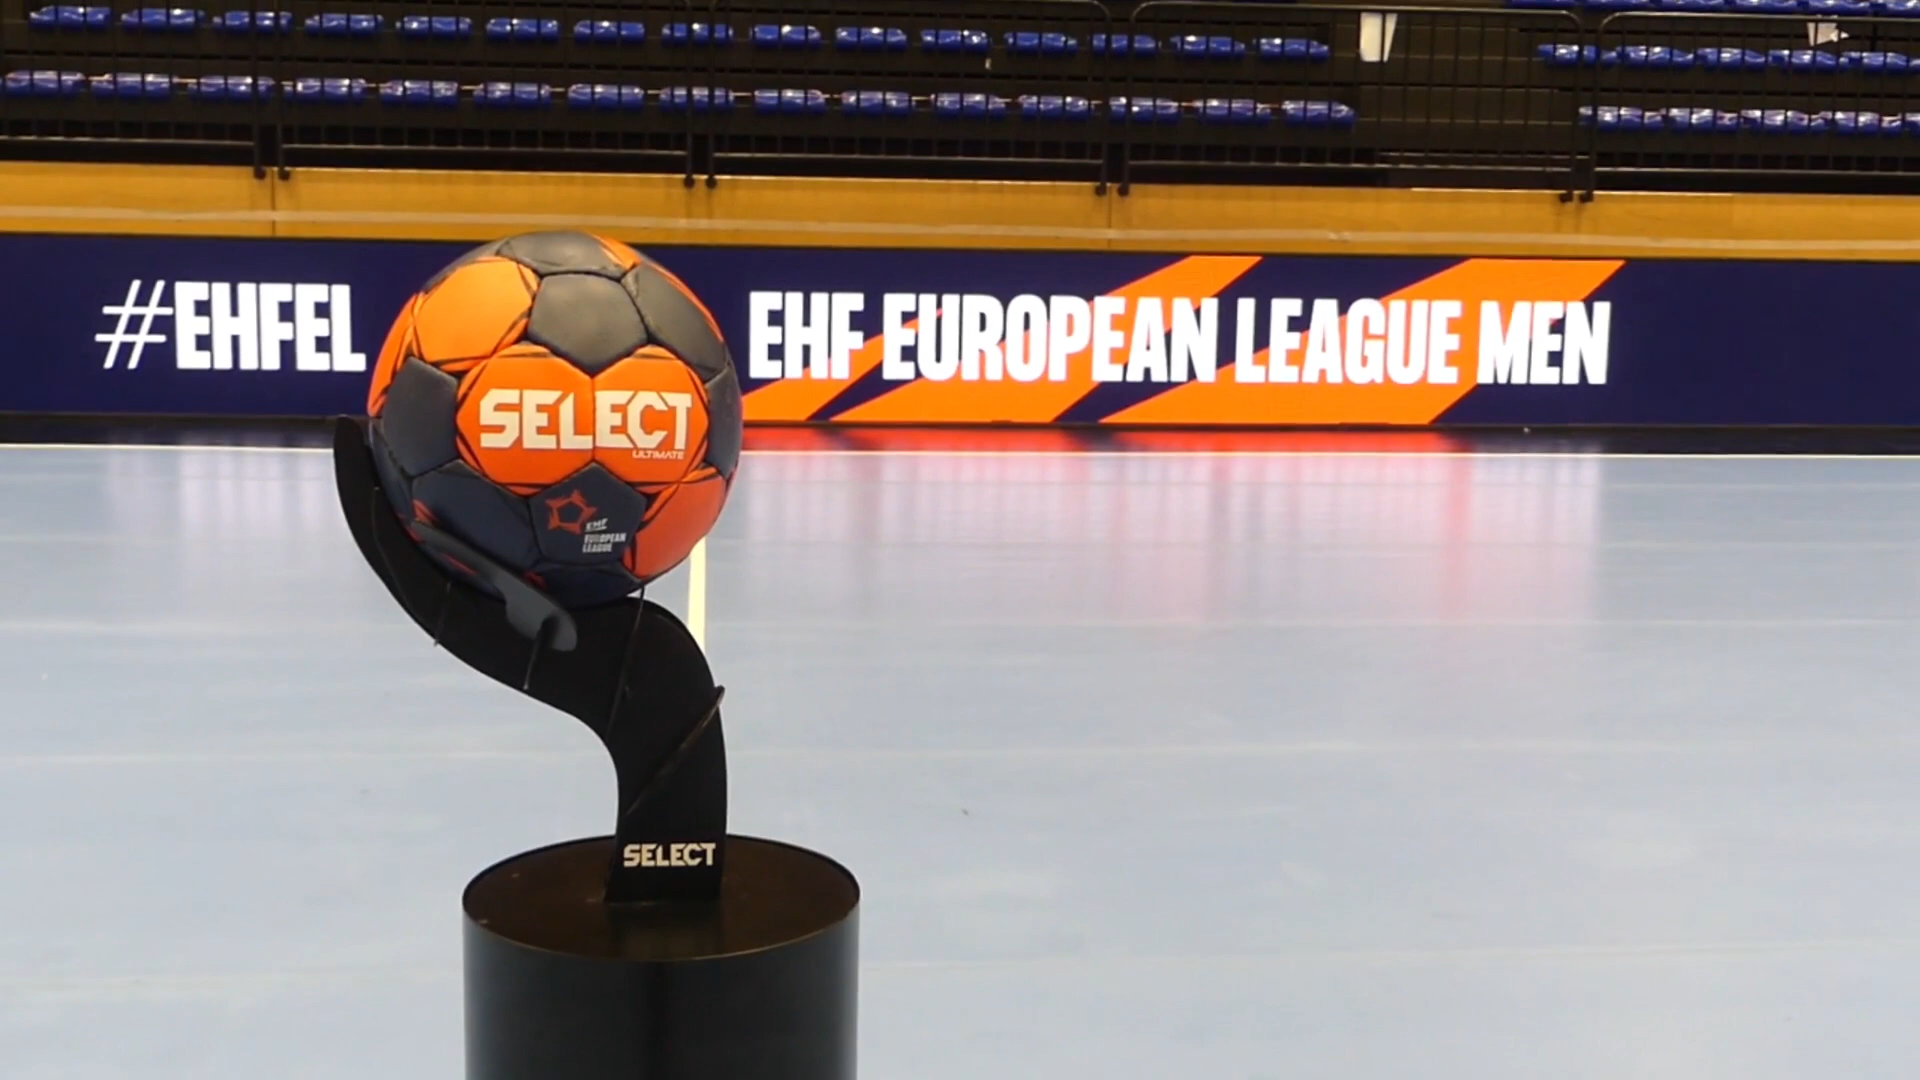 #EHFEL
EHF EUROPEAN LEAGUE MEN
SELECT
ULTIMATE
EHF
EUROPEAN
LEAGUE
SELECT